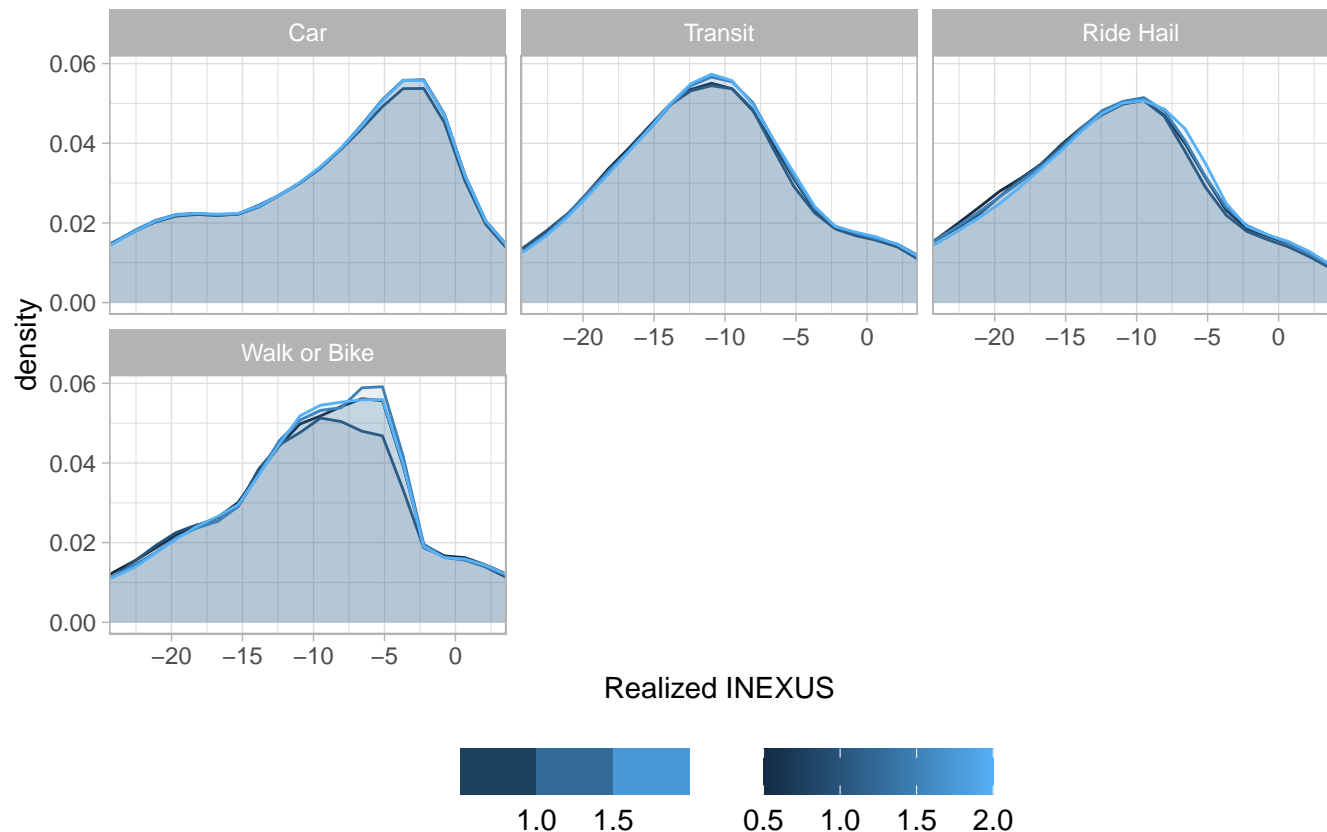 Car Transit Ride Hail
0.06
0.04
0.02
0.00
−20 −15 −10 −5 0 −20 −15 −10 −5 0
Walk or Bike
density
0.06
0.04
0.02
0.00
−20 −15 −10 −5 0
Realized INEXUS
1.0 1.5 0.5 1.0 1.5 2.0